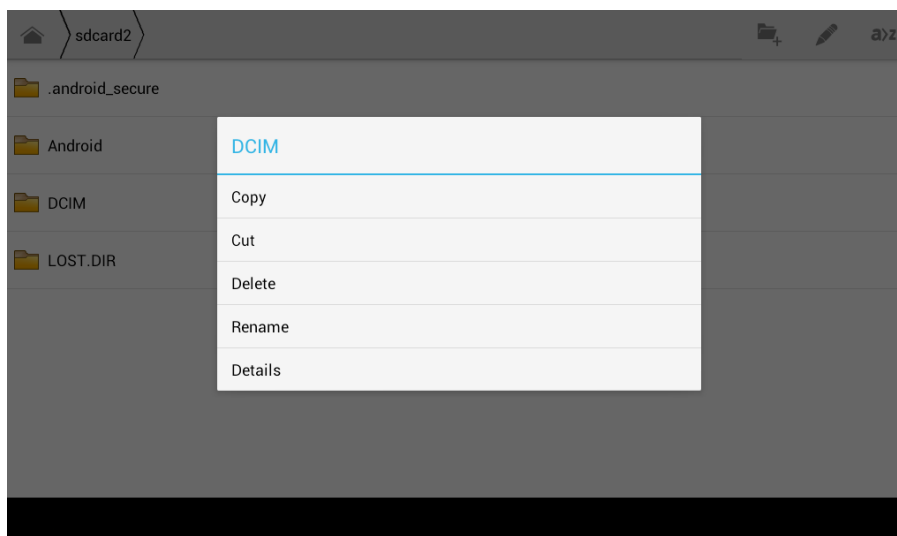 sdcard2
a>z
.android_secure
Android
DCIM
LOST.DIR
DCIM
Copy
Cut
Delete
Rename
Details